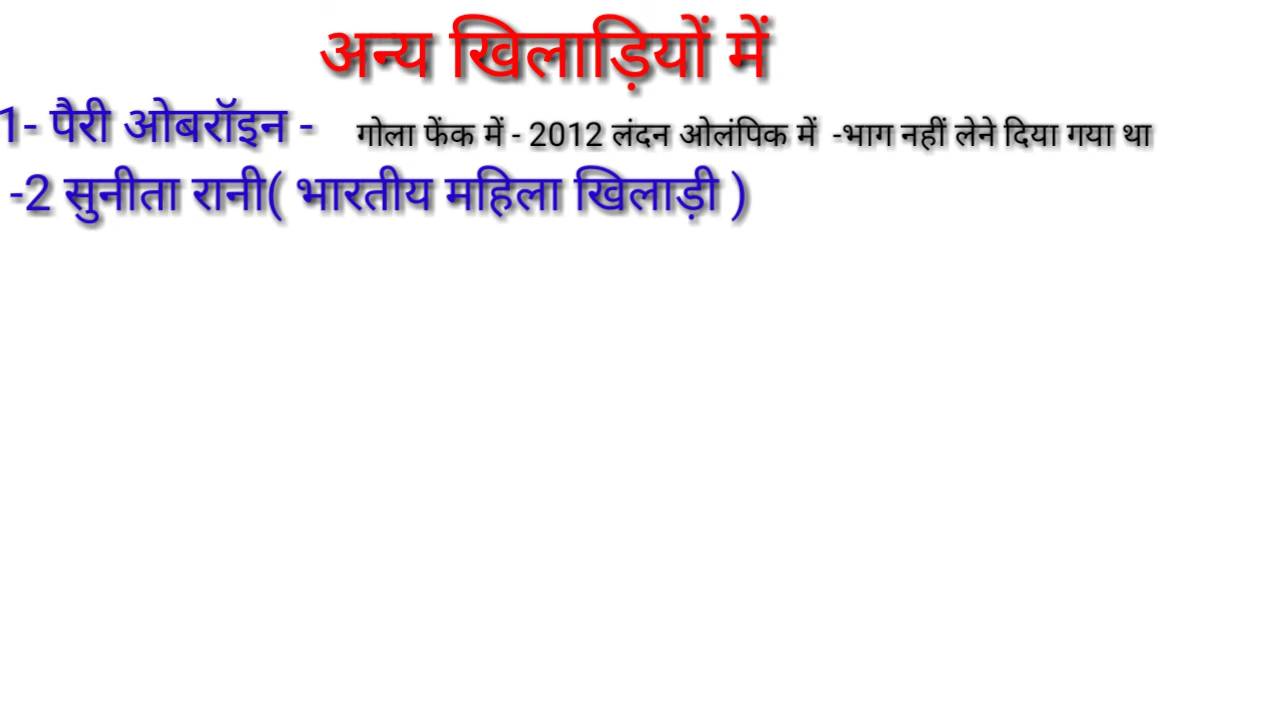 अन्य खिलाड़ियों में
1- पैरी ओबरॉइन - गोला फेंक में - 2012 लंदन ओलंपिक में -भाग नहीं लेने दिया गया था
-2 सुनीता रानी( भारतीय महिला खिलाड़ी )